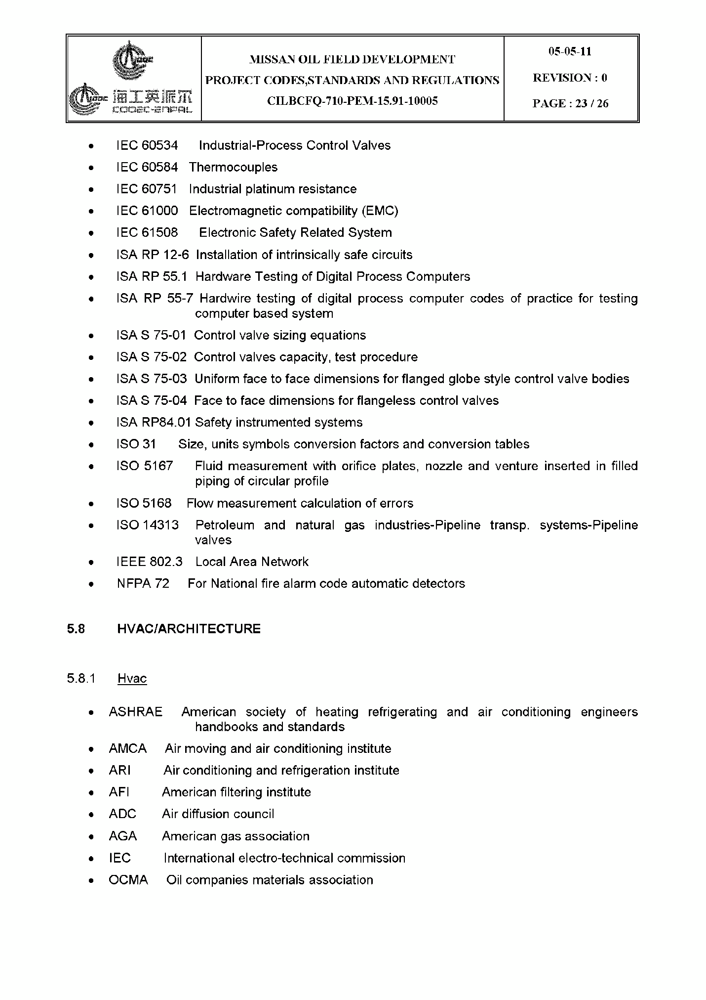 MISSAN OIL FIELD DEVELOPMENT
PROJECT CODES,STANDARDS AND REGULATIONS
CILBCFQ-710-PEM-15.91-10005
05-05-11
REVISION : 0
PAGE : 23 / 26
海工英派尔
COOEC-ENPAL
• IEC 60534 Industrial-Process Control Valves
• IEC 60584 Thermocouples
• IEC 60751 Industrial platinum resistance
• IEC 61000 Electromagnetic compatibility (EMC)
• IEC 61508 Electronic Safety Related System
• ISA RP 12-6 Installation of intrinsically safe circuits
• ISA RP 55.1 Hardware Testing of Digital Process Computers
• ISA RP 55-7 Hardwire testing of digital process computer codes of practice for testing
computer based system
• ISA S 75-01 Control valve sizing equations
• ISA S 75-02 Control valves capacity, test procedure
• ISA S 75-03 Uniform face to face dimensions for flanged globe style control valve bodies
• ISA S 75-04 Face to face dimensions for flangeless control valves
• ISA RP84.01 Safety instrumented systems
• ISO 31 Size, units symbols conversion factors and conversion tables
• ISO 5167 Fluid measurement with orifice plates, nozzle and venture inserted in filled
piping of circular profile
• ISO 5168 Flow measurement calculation of errors
• ISO 14313 Petroleum and natural gas industries-Pipeline transp. systems-Pipeline
valves
• IEEE 802.3 Local Area Network
• NFPA 72 For National fire alarm code automatic detectors
5.8 HVAC/ARCHITECTURE
5.8.1 Hvac
• ASHRAE American society of heating refrigerating and air conditioning engineers
handbooks and standards
• AMCA Air moving and air conditioning institute
• ARI Air conditioning and refrigeration institute
• AFI American filtering institute
• ADC Air diffusion council
• AGA American gas association
• IEC International electro-technical commission
• OCMA Oil companies materials association